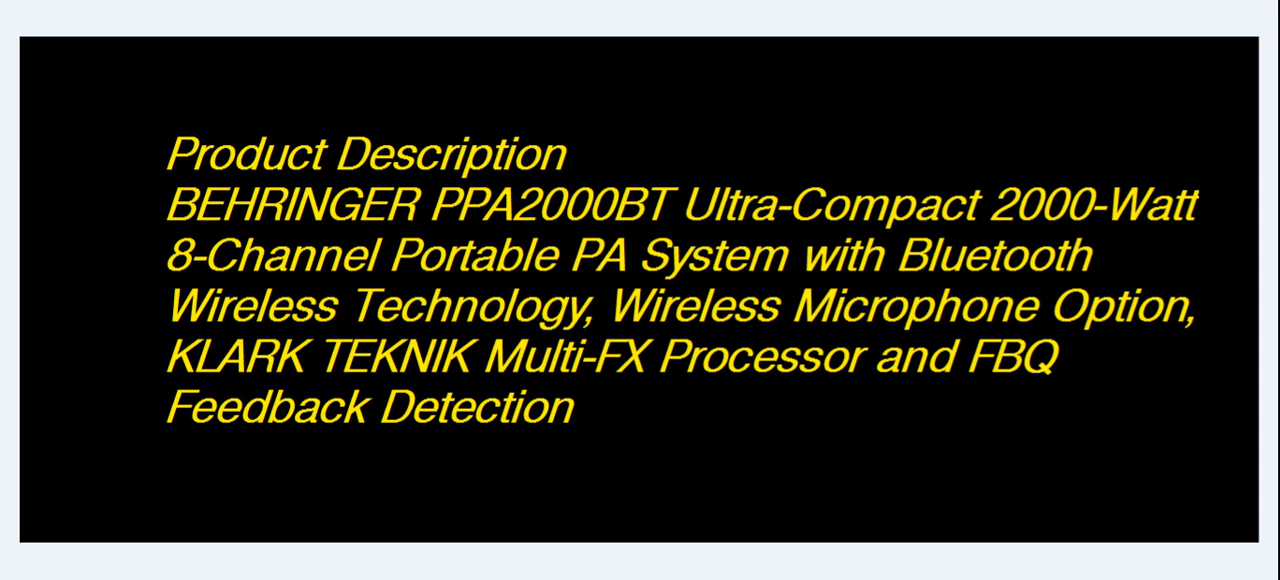 Product Description
BEHRINGER PPA2000BT Ultra-Compact 2000-Watt
8-Channel Portable PA System with Bluetooth
Wireless Technology, Wireless Microphone Option,
KLARK TEKNIK Multi-FX Processor and FBQ
Feedback Detection